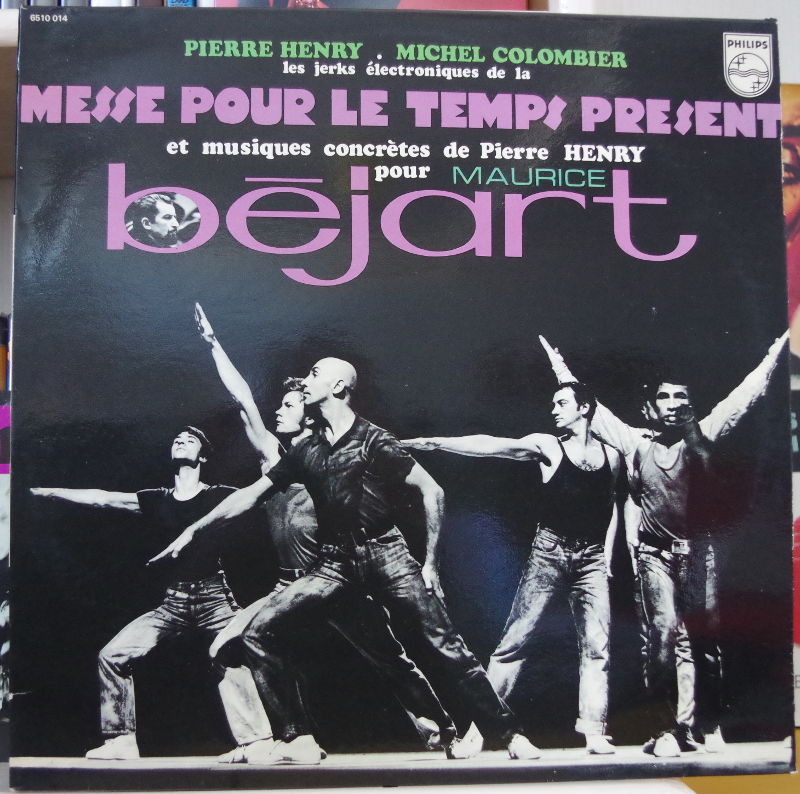 6510 014
PIERRE HENRY . MICHEL COLOMBIER
les jerks électroniques de la
MESSE POUR LE TEMPS PRESENT
et musiques concrètes de Pierre HENRY
pour MAURICE
béjart
PHILIPS